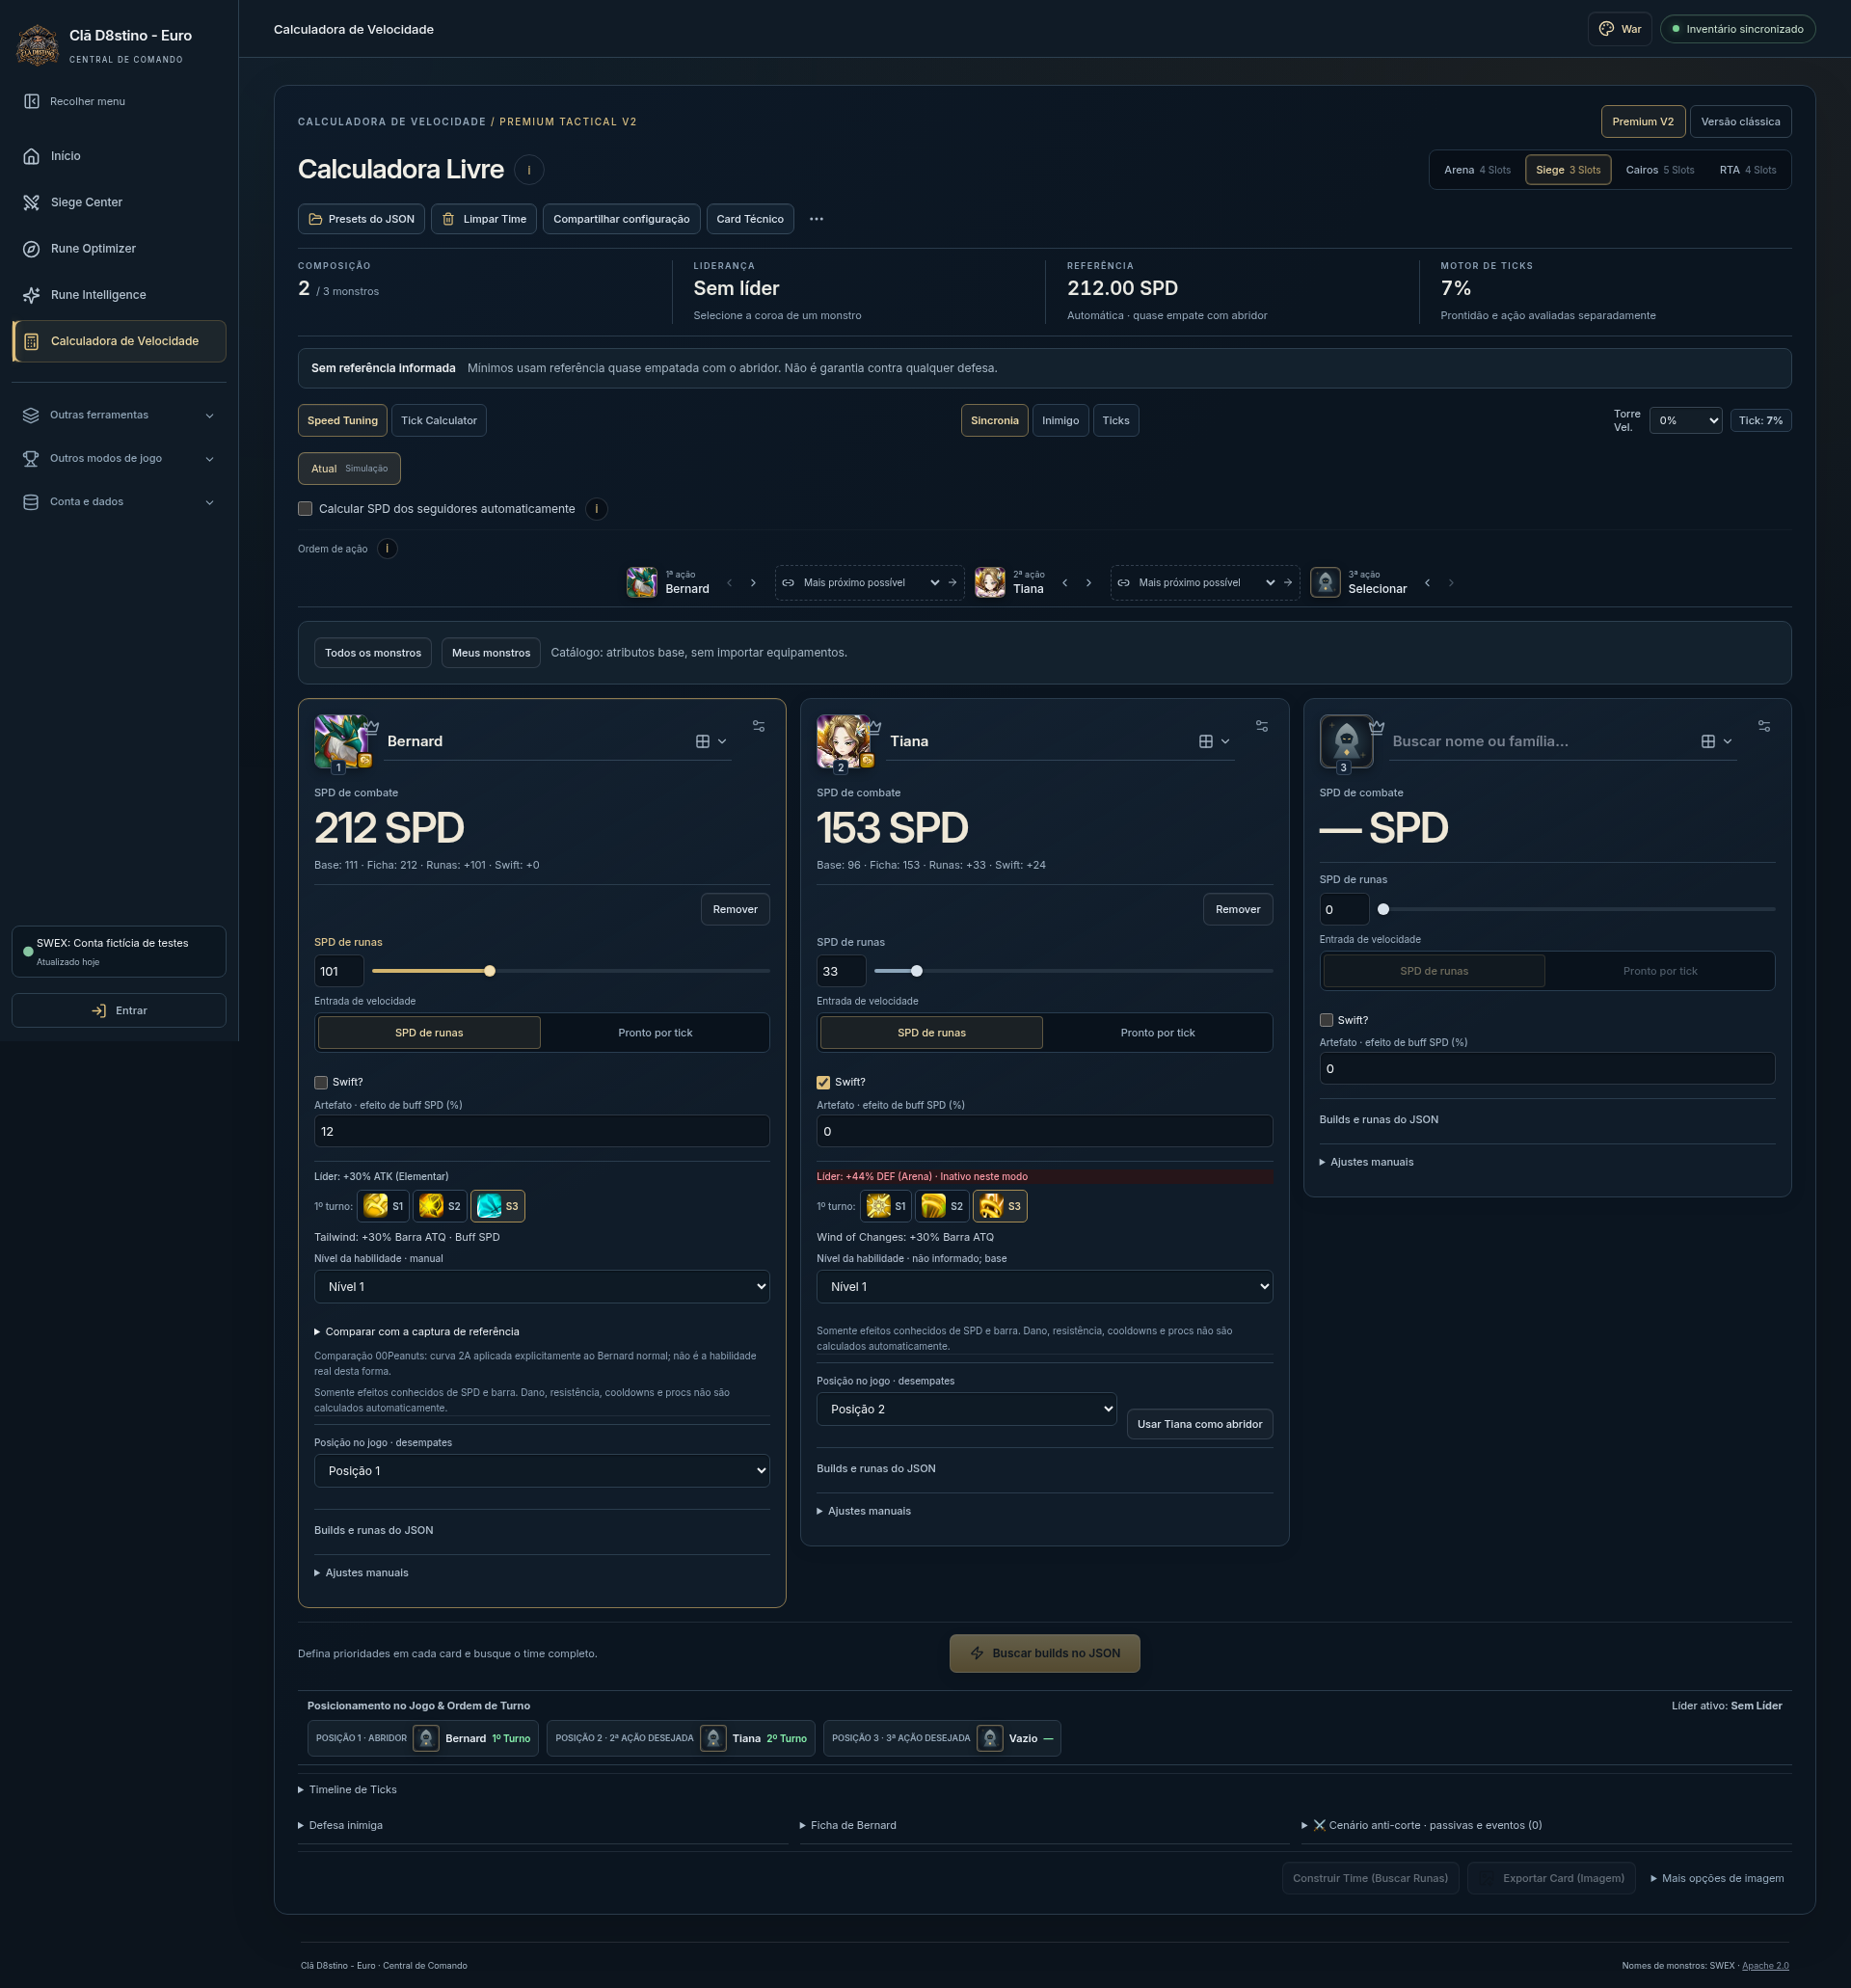 Clã D8stino - Euro
CENTRAL DE COMANDO
Recolher menu
Início
Siege Center
Rune Optimizer
Rune Intelligence
Calculadora de Velocidade
Outras ferramentas
Outros modos de jogo
Conta e dados
SWEX: Conta fictícia de testes
Atualizado hoje
Entrar
Calculadora de Velocidade
War
Inventário sincronizado
CALCULADORA DE VELOCIDADE / PREMIUM TACTICAL V2
Premium V2
Versão clássica
Calculadora Livre
i
Arena 4 Slots
Siege 3 Slots
Cairos 5 Slots
RTA 4 Slots
Presets do JSON
Limpar Time
Compartilhar configuração
Card Técnico
···
COMPOSIÇÃO
2 / 3 monstros
LIDERANÇA
Sem líder
Selecione a coroa de um monstro
REFERÊNCIA
212.00 SPD
Automática · quase empate com abridor
MOTOR DE TICKS
7%
Prontidão e ação avaliadas separadamente
Sem referência informada Mínimos usam referência quase empatada com o abridor. Não é garantia contra qualquer defesa.
Speed Tuning
Tick Calculator
Sincronia
Inimigo
Ticks
Torre
Vel.
0%
Tick: 7%
Atual Simulação
Calcular SPD dos seguidores automaticamente
i
Ordem de ação
i
1ª ação
Bernard
Mais próximo possível
2ª ação
Tiana
Mais próximo possível
3ª ação
Selecionar
Todos os monstros
Meus monstros
Catálogo: atributos base, sem importar equipamentos.
Bernard
1
SPD de combate
212 SPD
Base: 111 · Ficha: 212 · Runas: +101 · Swift: +0
Remover
SPD de runas
101
Entrada de velocidade
SPD de runas
Pronto por tick
Swift?
Artefato · efeito de buff SPD (%)
12
Líder: +30% ATK (Elementar)
1º turno:
S1
S2
S3
Tailwind: +30% Barra ATQ · Buff SPD
Nível da habilidade · manual
Nível 1
Comparar com a captura de referência
Comparação 00Peanuts: curva 2A aplicada explicitamente ao Bernard normal; não é a habilidade
real desta forma.
Somente efeitos conhecidos de SPD e barra. Dano, resistência, cooldowns e procs não são
calculados automaticamente.
Posição no jogo · desempates
Posição 1
Builds e runas do JSON
Ajustes manuais
Tiana
2
SPD de combate
153 SPD
Base: 96 · Ficha: 153 · Runas: +33 · Swift: +24
Remover
SPD de runas
33
Entrada de velocidade
SPD de runas
Pronto por tick
Swift?
Artefato · efeito de buff SPD (%)
0
Líder: +44% DEF (Arena) · Inativo neste modo
1º turno:
S1
S2
S3
Wind of Changes: +30% Barra ATQ
Nível da habilidade · não informado; base
Nível 1
Somente efeitos conhecidos de SPD e barra. Dano, resistência, cooldowns e procs não são
calculados automaticamente.
Posição no jogo · desempates
Posição 2
Usar Tiana como abridor
Builds e runas do JSON
Ajustes manuais
Buscar nome ou família...
3
SPD de combate
— SPD
SPD de runas
0
Entrada de velocidade
SPD de runas
Pronto por tick
Swift?
Artefato · efeito de buff SPD (%)
0
Builds e runas do JSON
Ajustes manuais
Defina prioridades em cada card e busque o time completo.
Buscar builds no JSON
Posicionamento no Jogo & Ordem de Turno
Líder ativo: Sem Líder
POSIÇÃO 1 · ABRIDOR Bernard 1º Turno
POSIÇÃO 2 · 2ª AÇÃO DESEJADA Tiana 2º Turno
POSIÇÃO 3 · 3ª AÇÃO DESEJADA Vazio —
Timeline de Ticks
Defesa inimiga
Ficha de Bernard
⚔️ Cenário anti-corte · passivas e eventos (0)
Construir Time (Buscar Runas)
Exportar Card (Imagem)
Mais opções de imagem
Clã D8stino - Euro · Central de Comando
Nomes de monstros: SWEX · Apache 2.0